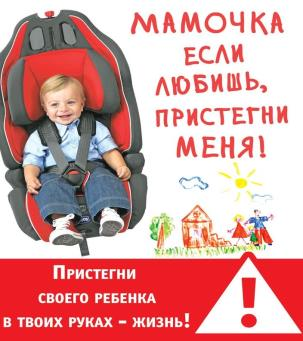 МАМОЧКА
ЕСЛИ
ЛЮБИШЬ,
ПРИСТЕГНИ
МЕНЯ!
ПРИСТЕГНИ
СВОЕГО РЕБЕНКА
В ТВОИХ РУКАХ – ЖИЗНЬ!
!